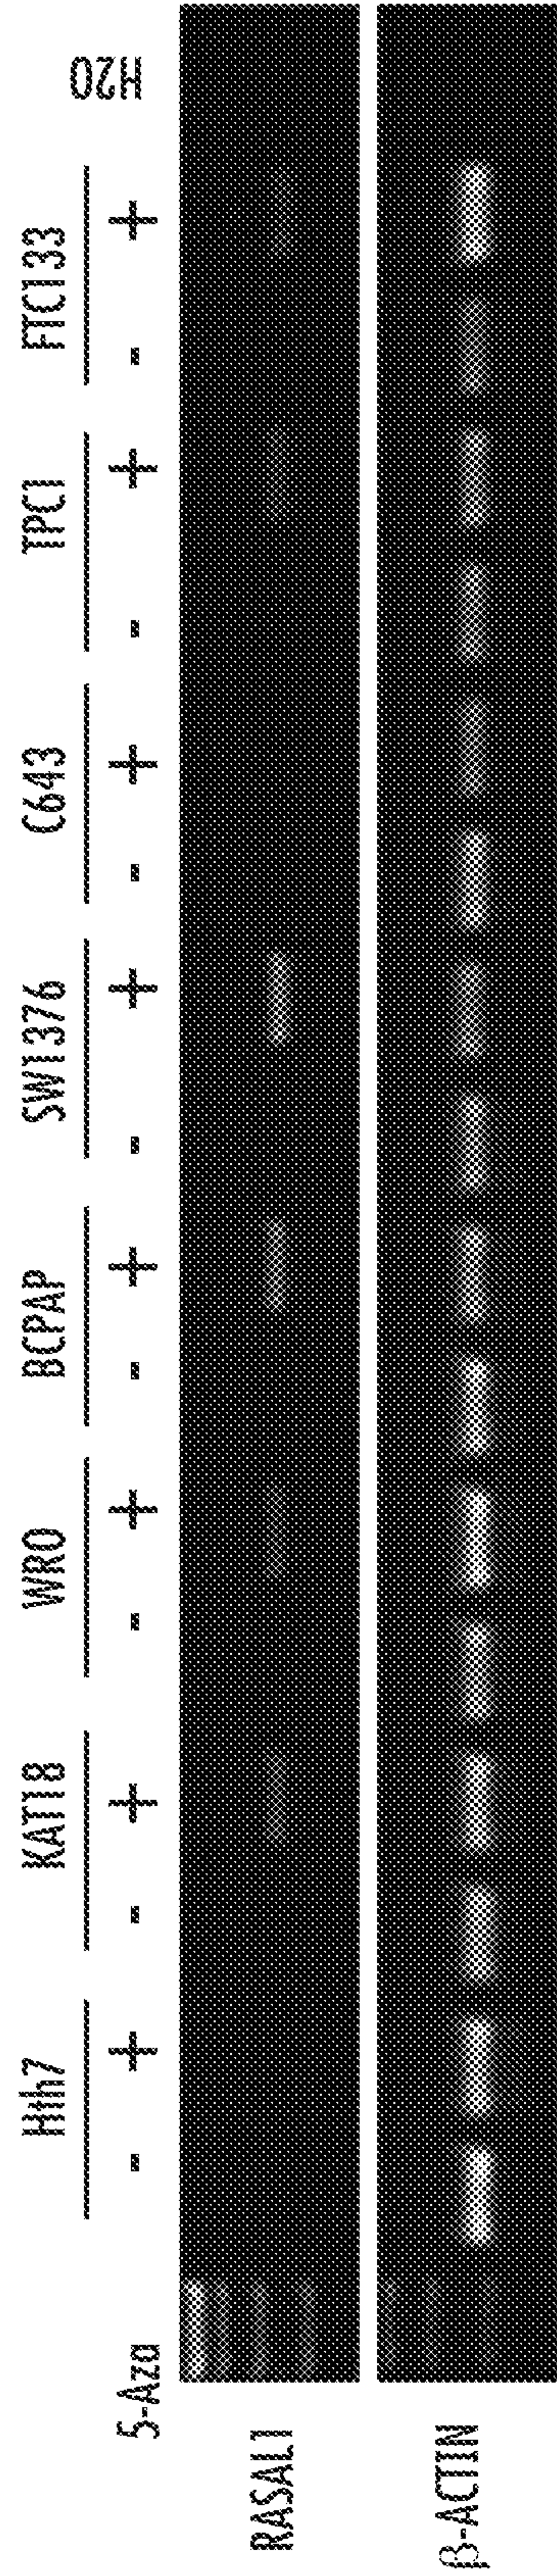 Hth7 KAT18 WRO BCPAP SW1376 C643 TPC1 FTC133
5-Aza - + - + - + - + - + - + - + - + H2O
RASAL1
β-ACTIN